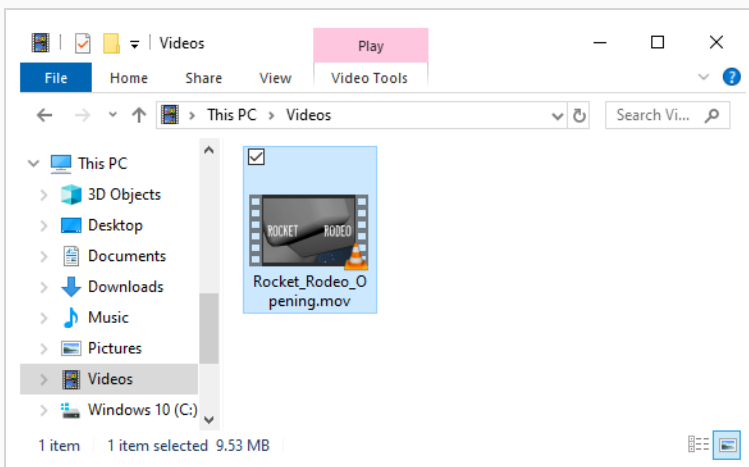 Videos
Play
File
Home
Share
View
Video Tools
?
This PC
Videos
Search Vi...
This PC
3D Objects
Desktop
Documents
Downloads
Music
Pictures
Videos
Windows 10 (C:)
ROCKET RODEO
Rocket_Rodeo_O
pening.mov
1 item 1 item selected 9.53 MB